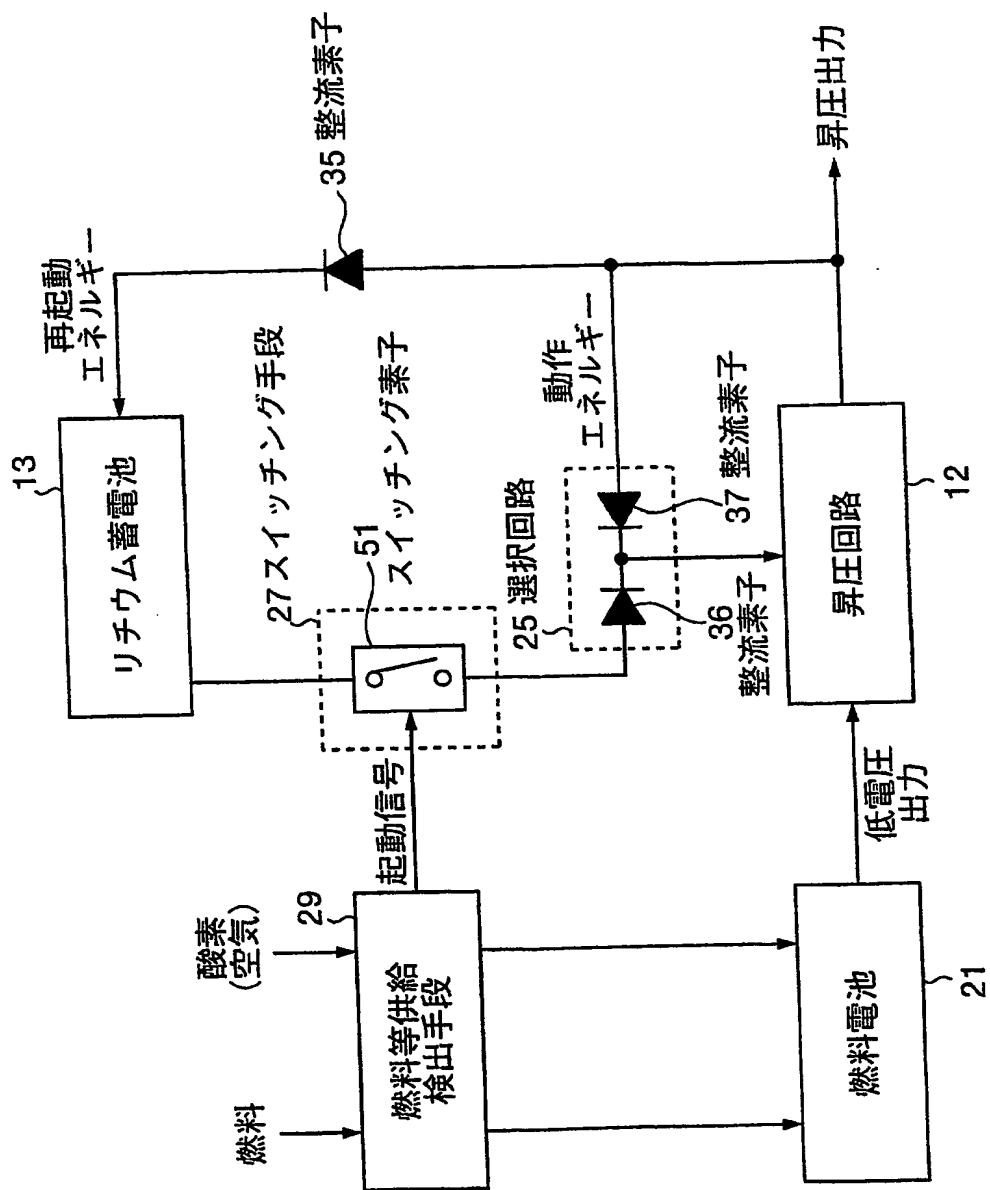 燃料
酸素
(空気)
29
燃料等供給
検出手段
起動信号
21
燃料電池
低電圧
出力
13
リチウム蓄電池
再起動
エネルギー
27 スイッチング手段
51
スイッチング素子
25 選択回路
36
整流素子
37 整流素子
動作
エネルギー
35 整流素子
12
昇圧回路
昇圧出力